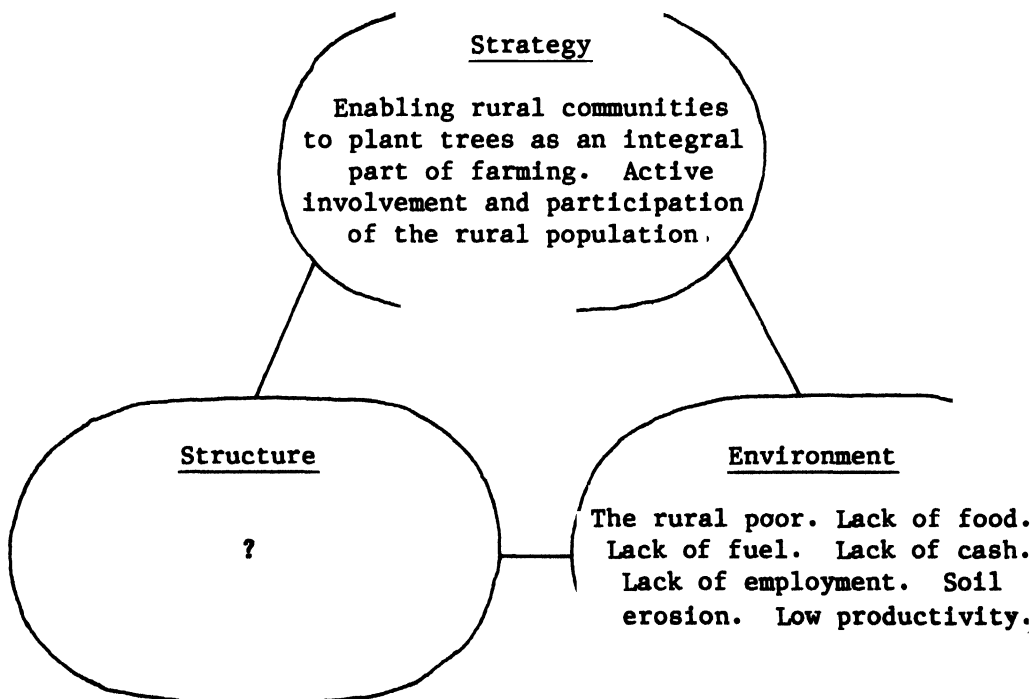 Strategy
Enabling rural communities
to plant trees as an integral
part of farming. Active
involvement and participation
of the rural population.
Structure
?
Environment
The rural poor. Lack of food.
Lack of fuel. Lack of cash.
Lack of employment. Soil
erosion. Low productivity.